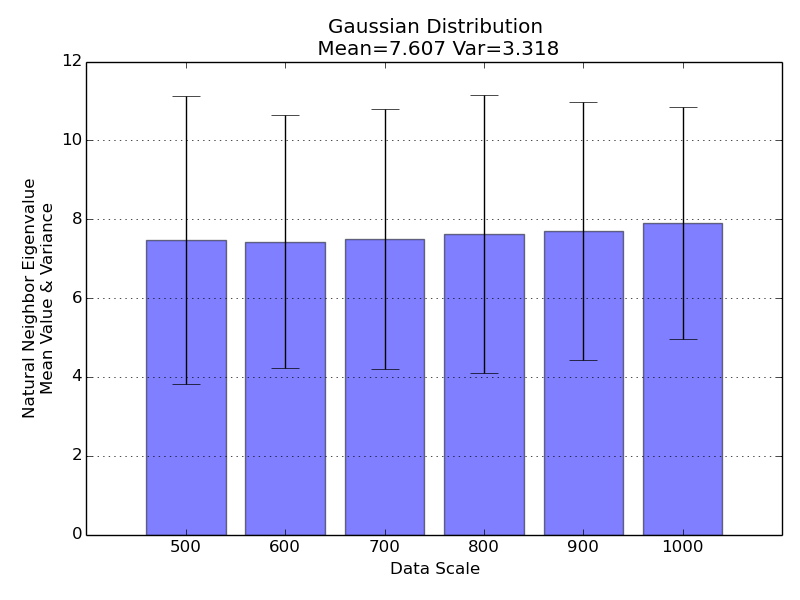 Gaussian Distribution
Mean=7.607 Var=3.318
Natural Neighbor Eigenvalue
Mean Value & Variance
12
10
8
6
4
2
0
500 600 700 800 900 1000
Data Scale